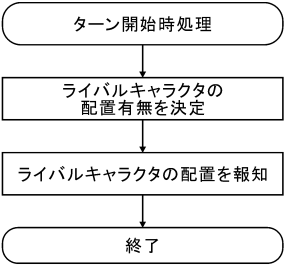 ターン開始時処理
ライバルキャラクタの
配置有無を決定
ライバルキャラクタの配置を報知
終了